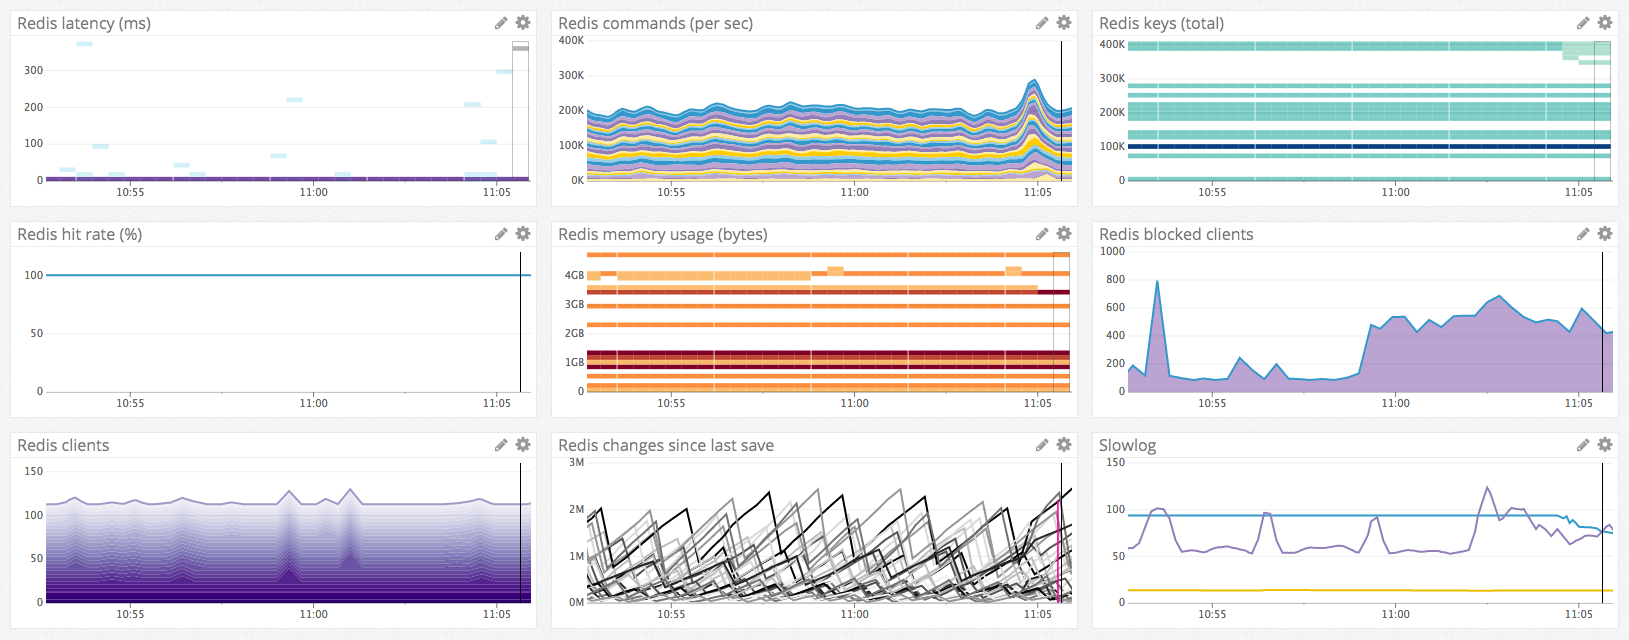 Redis latency (ms)
300
200
100
0
10:55 11:00 11:05
Redis commands (per sec)
400K
300K
200K
100K
0K
10:55 11:00 11:05
Redis keys (total)
400K
300K
200K
100K
0
10:55 11:00 11:05
Redis hit rate (%)
100
50
0
10:55 11:00 11:05
Redis memory usage (bytes)
4GB
3GB
2GB
1GB
0
10:55 11:00 11:05
Redis blocked clients
1000
800
600
400
200
0
10:55 11:00 11:05
Redis clients
150
100
50
0
10:55 11:00 11:05
Redis changes since last save
3M
2M
1M
0M
10:55 11:00 11:05
Slowlog
150
100
50
0
10:55 11:00 11:05